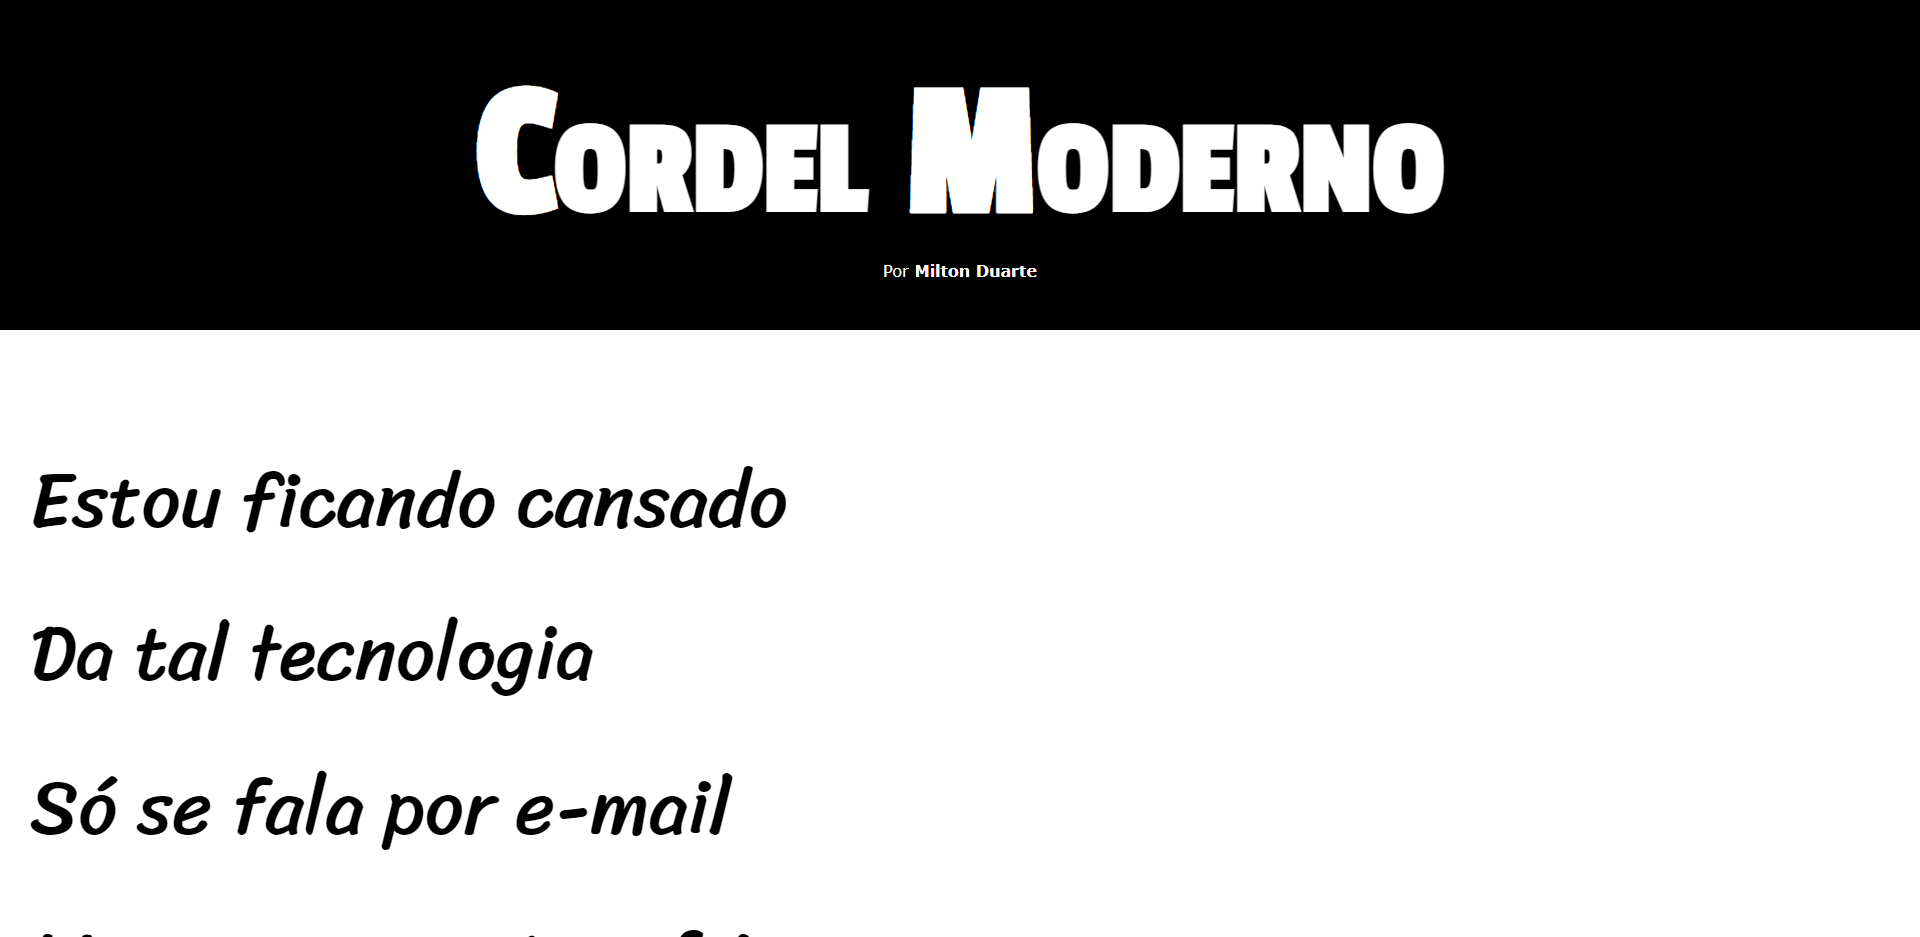 Cordel Moderno
Por Milton Duarte
Estou ficando cansado
Da tal tecnologia
Só se fala por e-mail